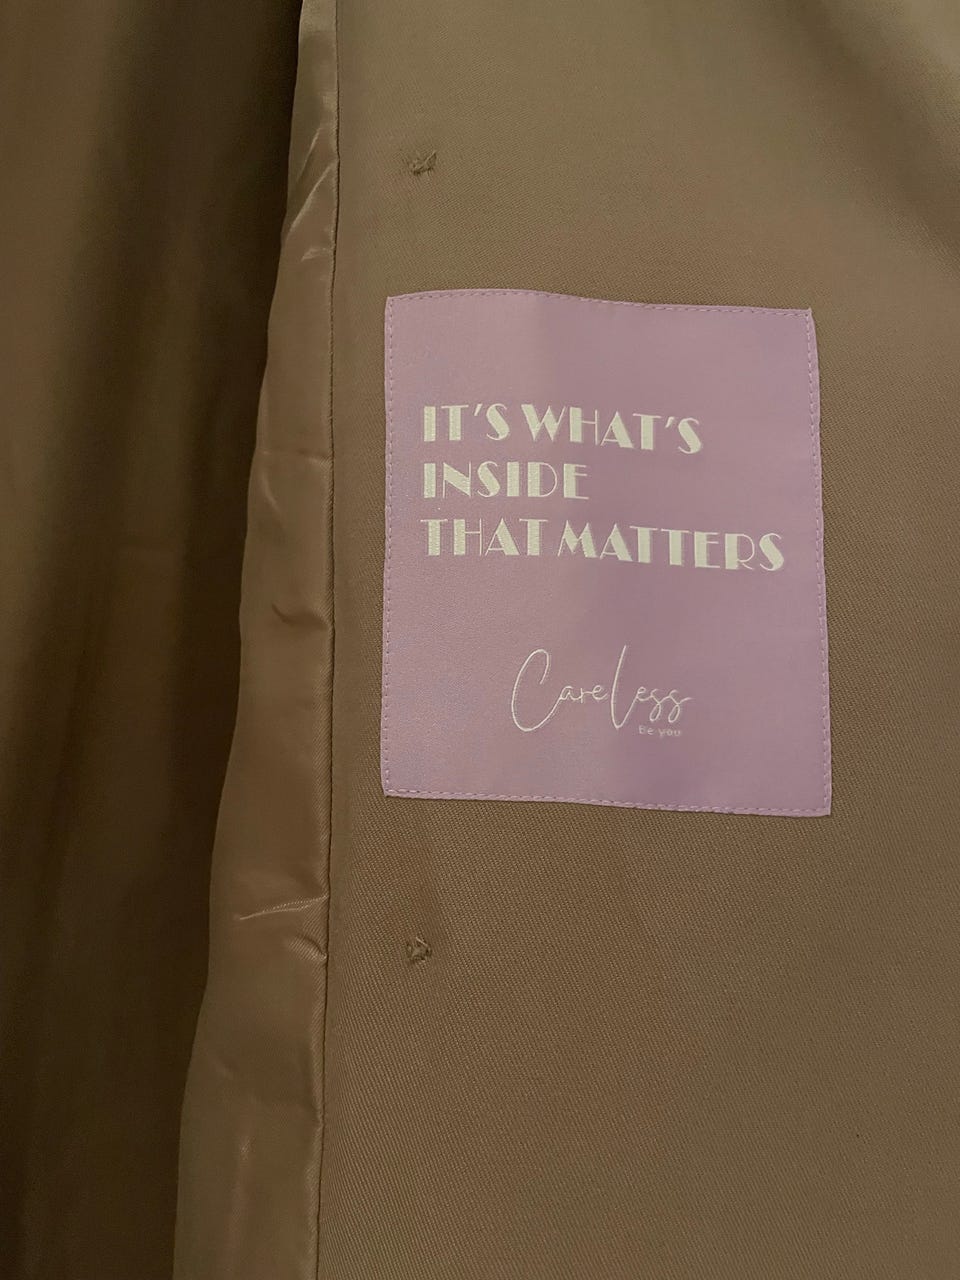 IT'S WHAT'S
INSIDE
THAT MATTERS
CareLess
Be you